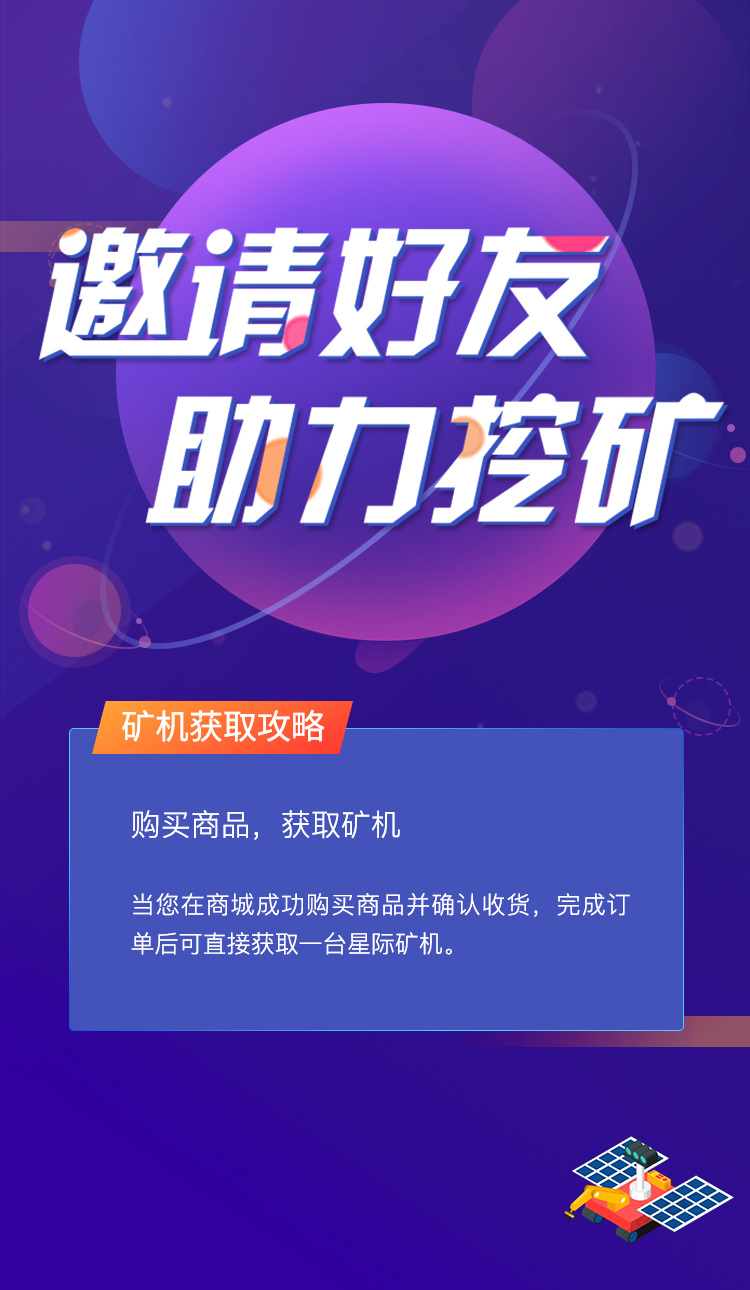 邀请好友
助力挖矿
矿机获取攻略
购买商品，获取矿机
当您在商城成功购买商品并确认收货，完成订
单后可直接获取一台星际矿机。